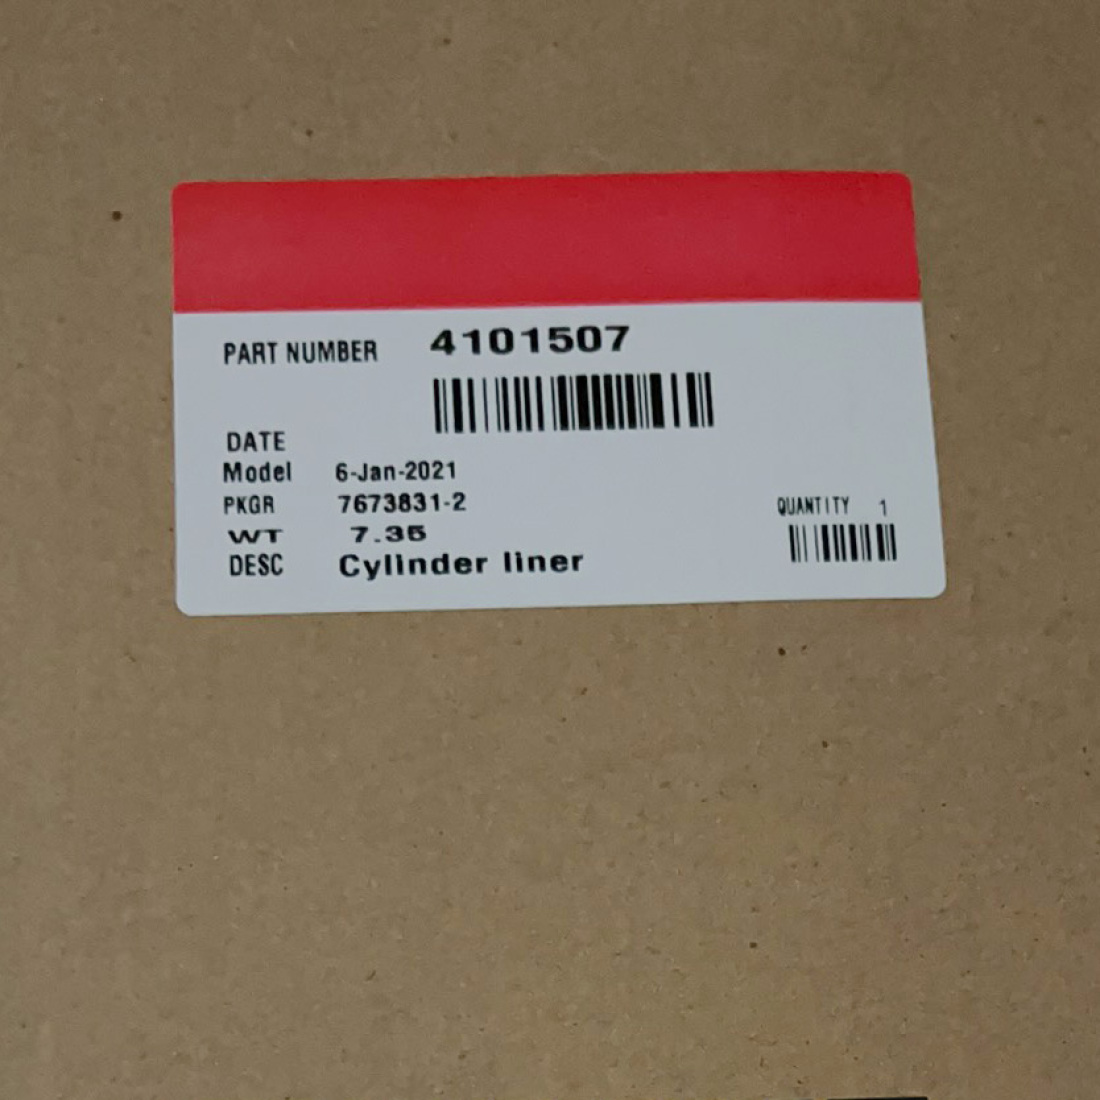 PART NUMBER 4101507
DATE
Model 6-Jan-2021
PKGR 7673831-2
QUANTITY 1
WT 7.35
DESC Cylinder liner